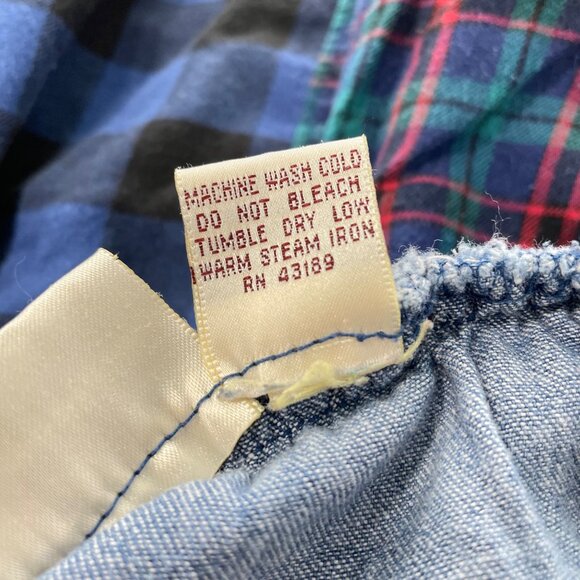 MACHINE WASH COLD
DO NOT BLEACH
TUMBLE DRY LOW
WARM STEAM IRON
RN 43189